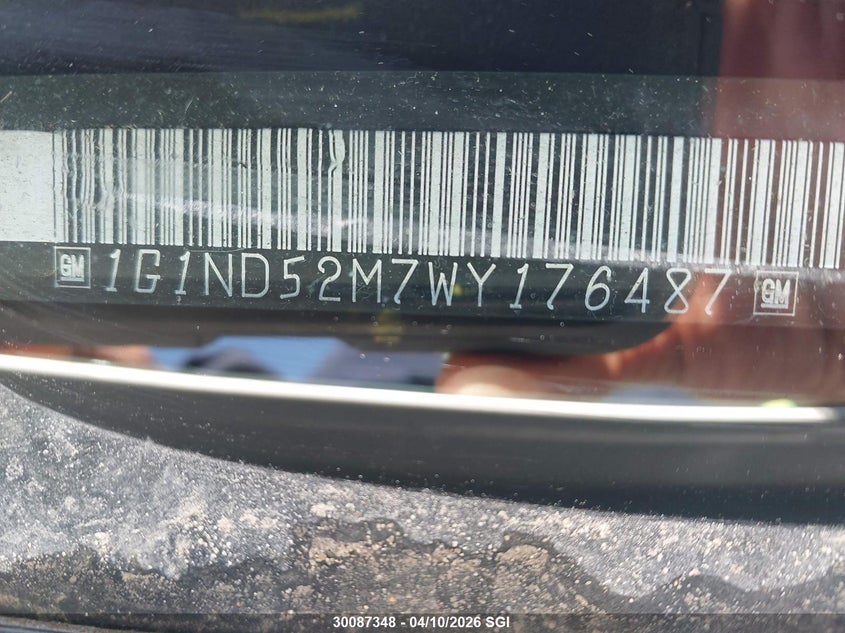 GM 1G1ND52M7WY176487 GM
30087348 - 04/10/2026 SGI